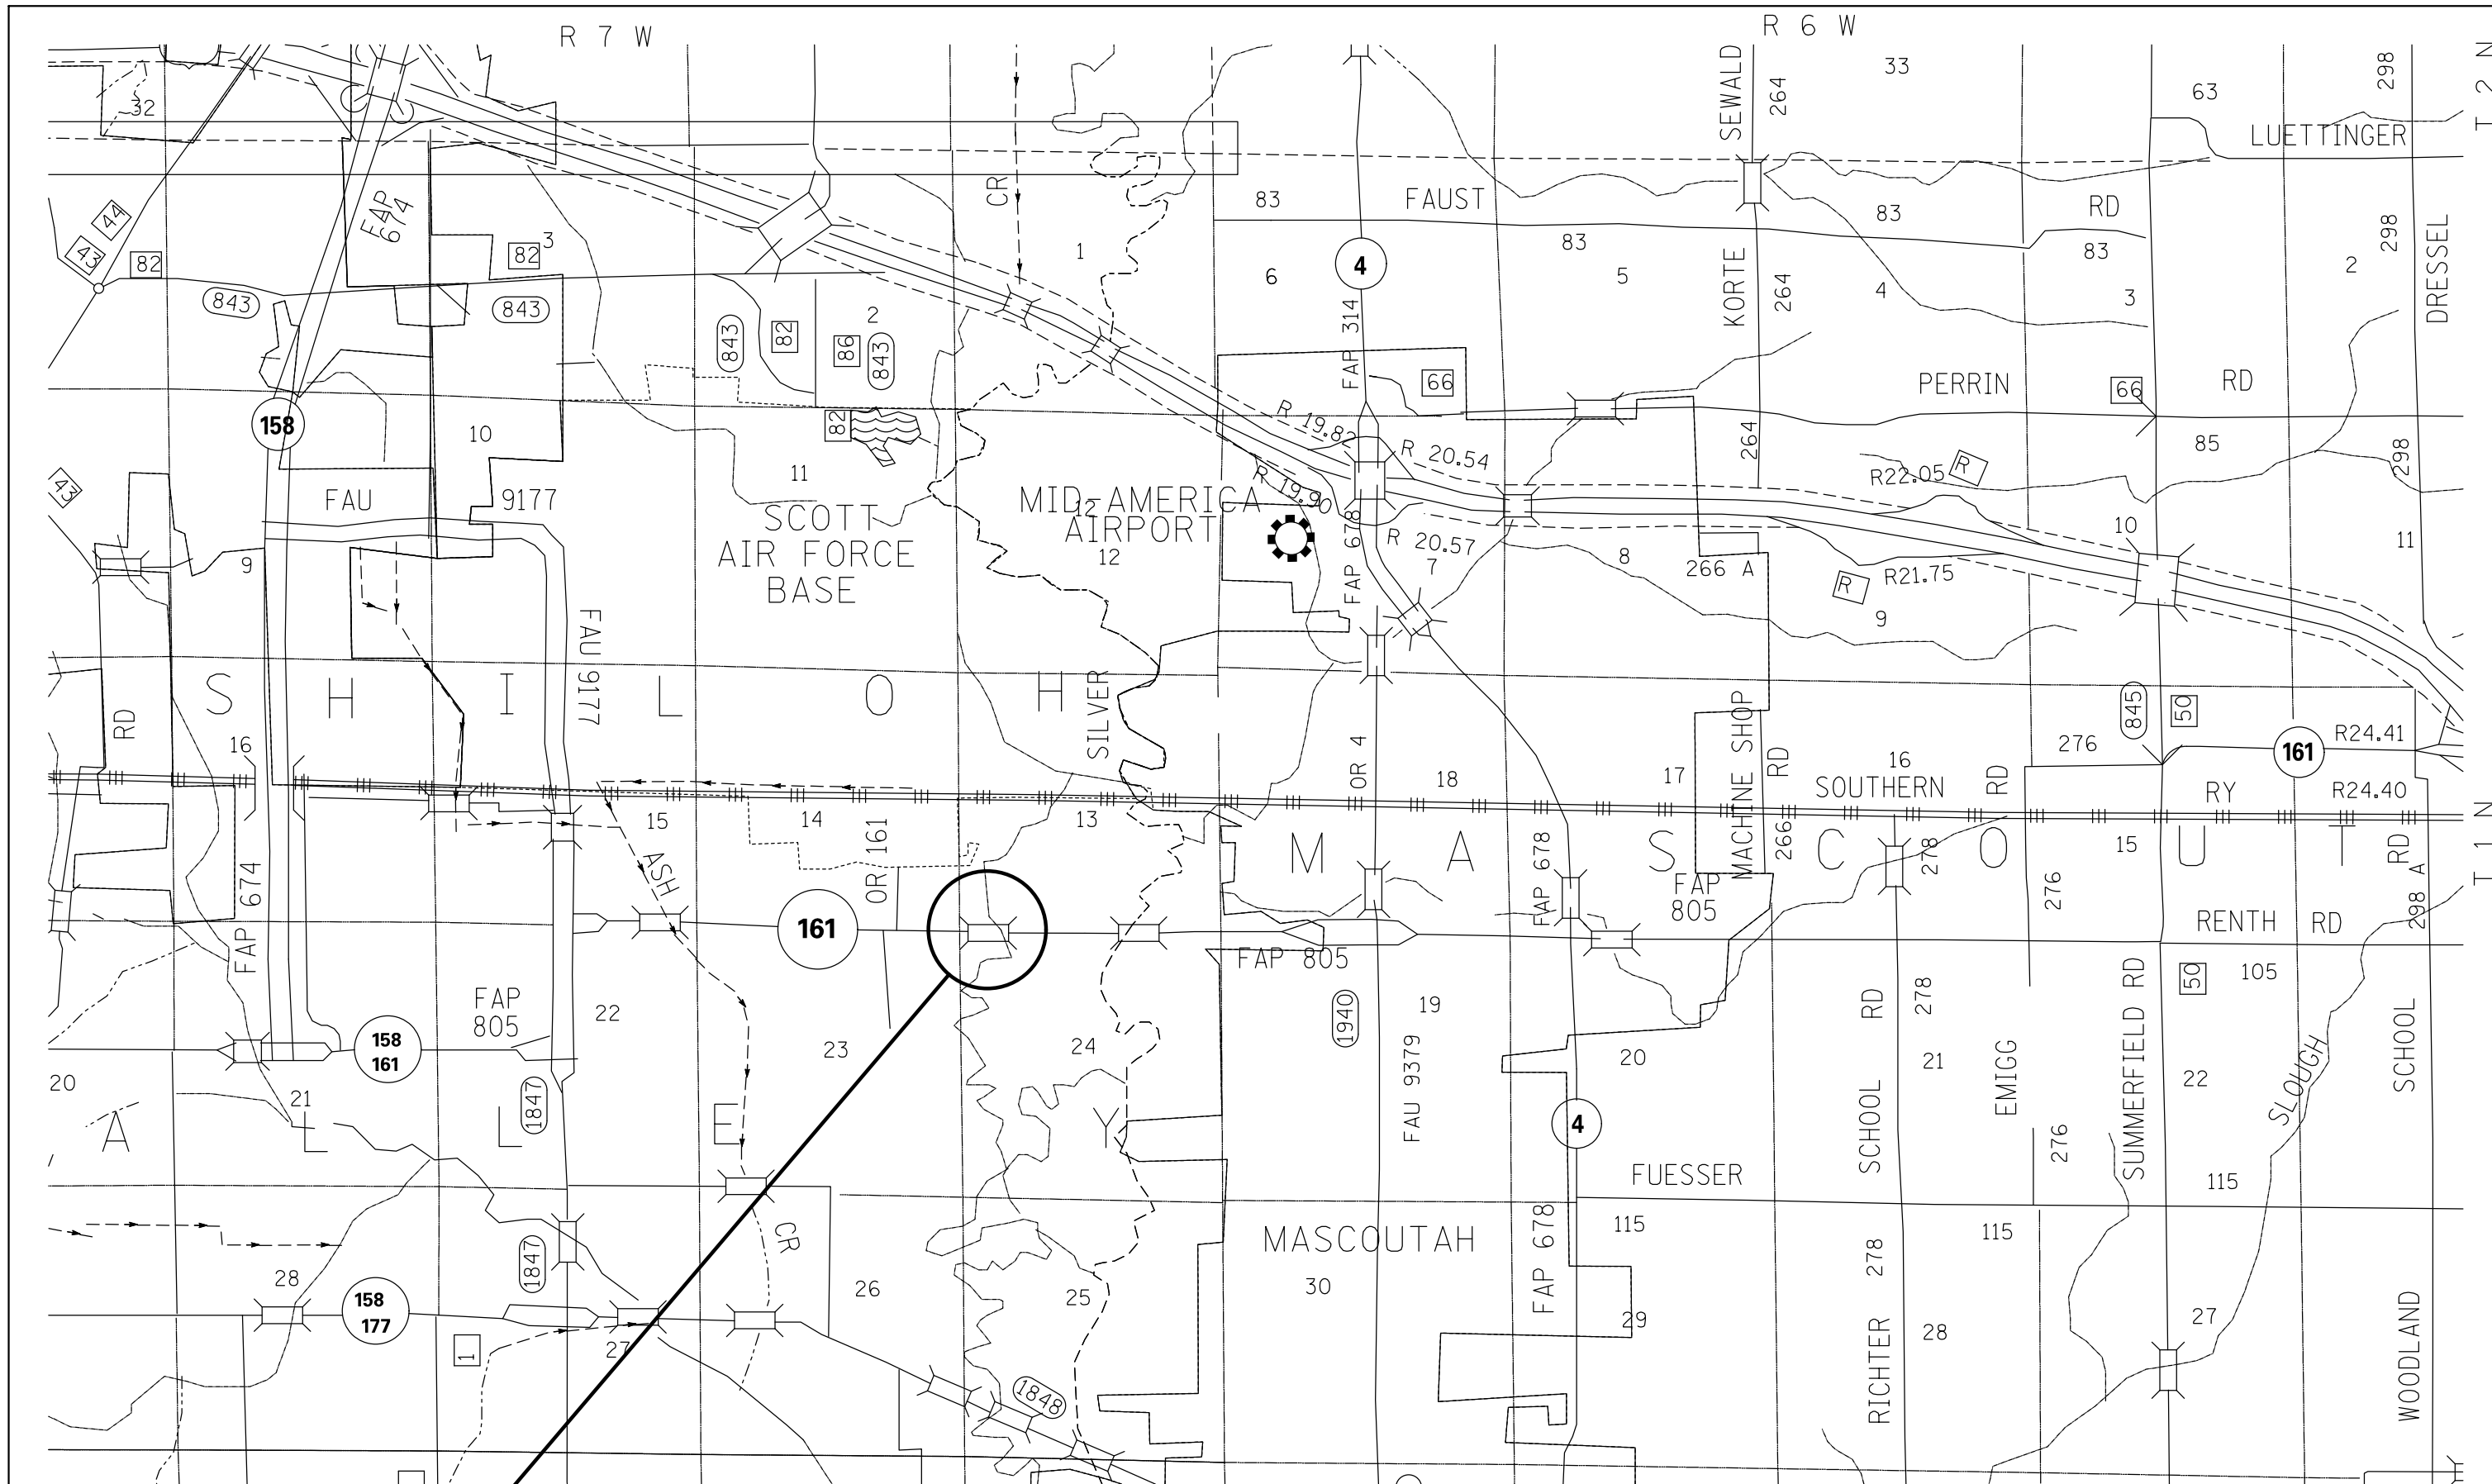 R 7 W
R 6 W
T 2 N
32
SEWALD
264
33
63
298
LUETTINGER
44
43
82
FAP
674
3
82
CR
1
83
FAUST
83
RD
83
83
298
DRESSEL
843
843
843
82
86
2
843
6
4
5
KORTE
264
4
3
2
FAP 314
158
10
82
66
PERRIN
66
RD
R 19.82
R 20.54
264
85
298
43
FAU
9177
11
SCOTT
AIR FORCE
BASE
MID-AMERICA
AIRPORT
12
12
R 19.90
FAP 678
R 20.57
7
8
266 A
R22.05
R
R
R21.75
9
10
11
9
FAU 9177
RD
S H I L O H
SILVER
16
OR 4
18
17
MACHINE SHOP
RD
266
16
SOUTHERN
RD
RY
276
845
50
161
R24.41
R24.40
T 1 N
15
14
13
ASH
OR 161
161
M A S C O U T
FAP 678
FAP
805
278
276
15
RD
298 A
RENTH RD
FAP 674
FAP 805
FAP
805
158
161
22
23
24
1940
19
FAU 9379
20
SCHOOL RD
278
21
EMIGG
276
SUMMERFIELD RD
50
105
22
SLOUGH
SCHOOL
20
21
1847
A L L E Y
4
FUESSER
115
115
115
MASCOUTAH
30
FAP 678
29
RICHTER
278
28
27
WOODLAND
28
1847
CR
26
25
158
177
1
27
1848